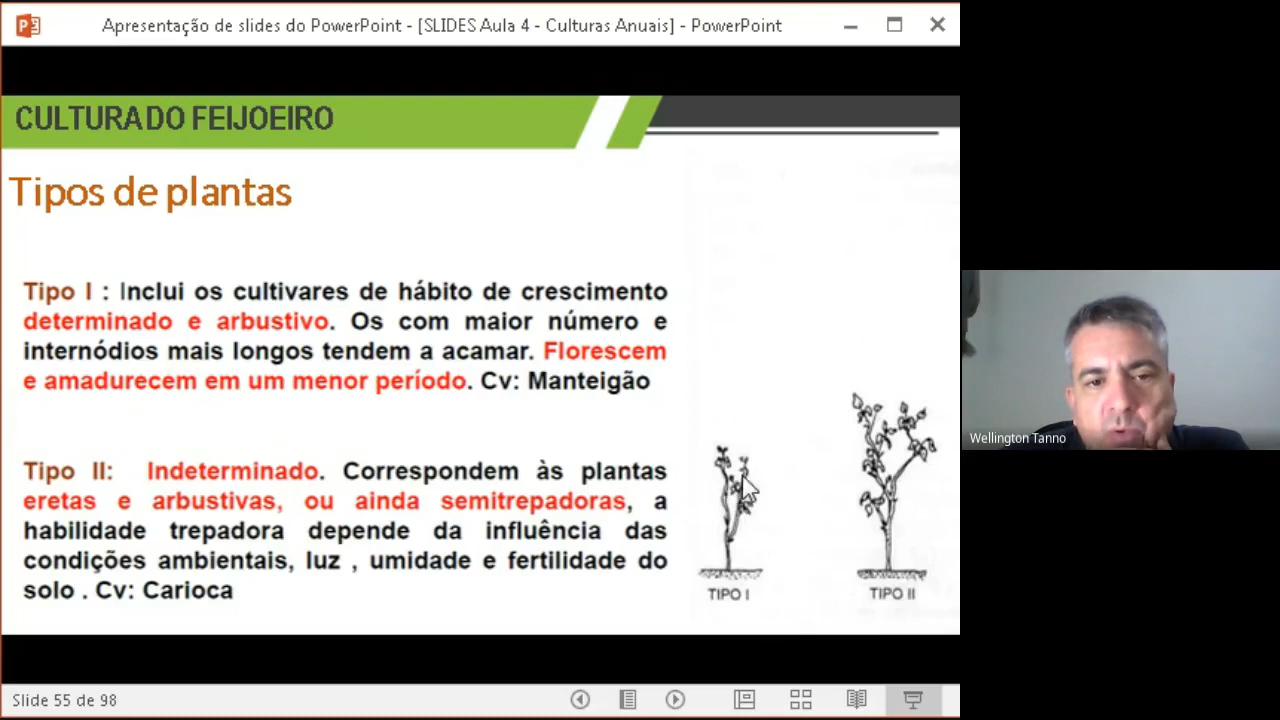 Apresentação de slides do PowerPoint - [SLIDES Aula 4 - Culturas Anuais] - PowerPoint
CULTURA DO FEIJOEIRO
Tipos de plantas
Tipo I : Inclui os cultivares de hábito de crescimento
determinado e arbustivo. Os com maior número e
internódios mais longos tendem a acamar. Florescem
e amadurecem em um menor período. Cv: Manteigão
Tipo II: Indeterminado. Correspondem às plantas
eretas e arbustivas, ou ainda semitrepadoras, a
habilidade trepadora depende da influência das
condições ambientais, luz , umidade e fertilidade do
solo . Cv: Carioca
TIPO I
TIPO II
Wellington Tanno
Slide 55 de 98